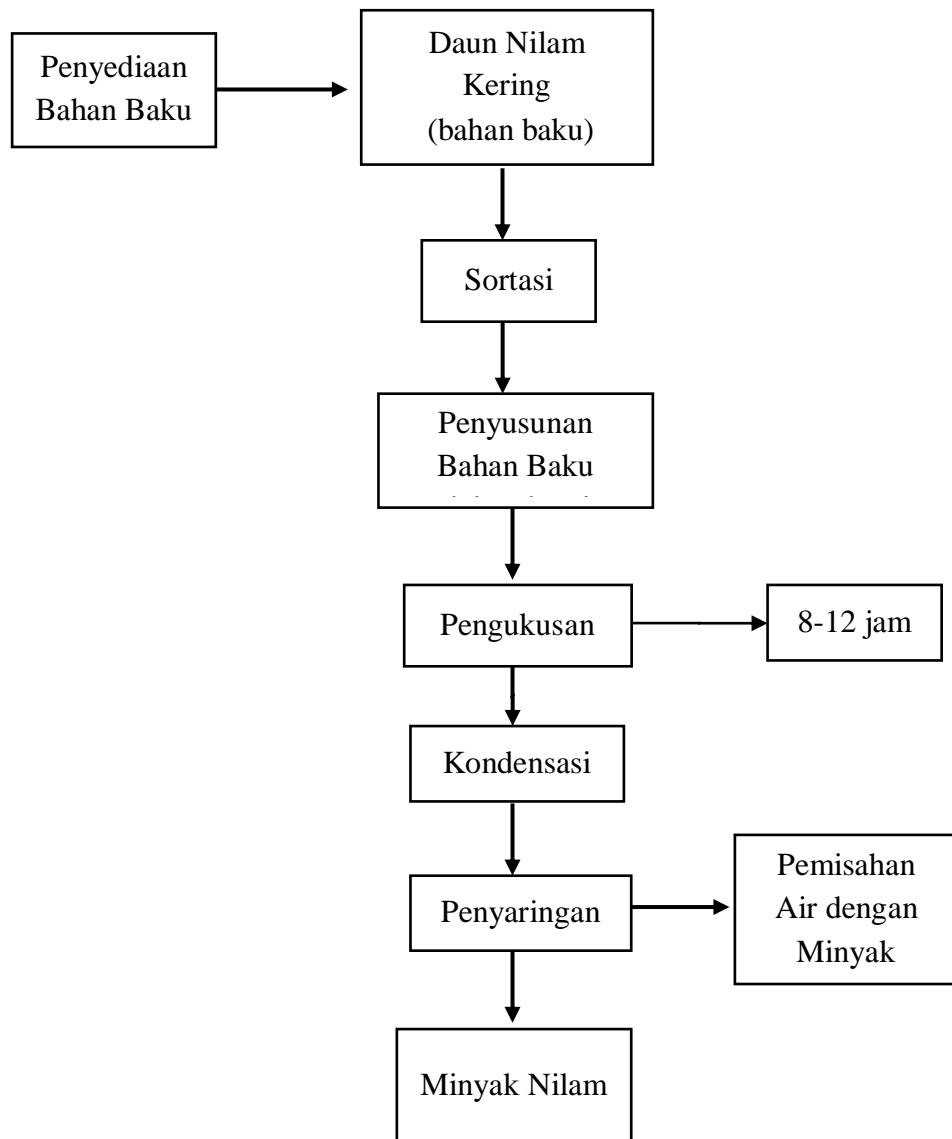 Penyediaan
Bahan Baku
Daun Nilam
Kering
(bahan baku)
Sortasi
Penyusunan
Bahan Baku
Pengukusan
8-12 jam
Kondensasi
Penyaringan
Pemisahan
Air dengan
Minyak
Minyak Nilam